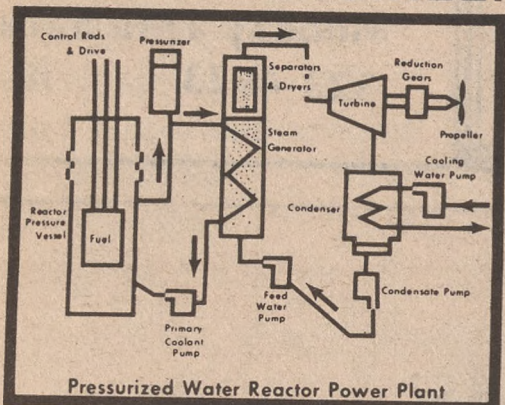 Control Rods
& Drive
Pressunzer
Separators
& Dryers
Reduction
Gears
Turbine
Propeller
Steam
Generator
Cooling
Water Pump
Condenser
Reactor
Pressure
Vessel
Fuel
Feed
Water
Pump
Condensate Pump
Primary
Coolant
Pump
Pressurized Water Reactor Power Plant